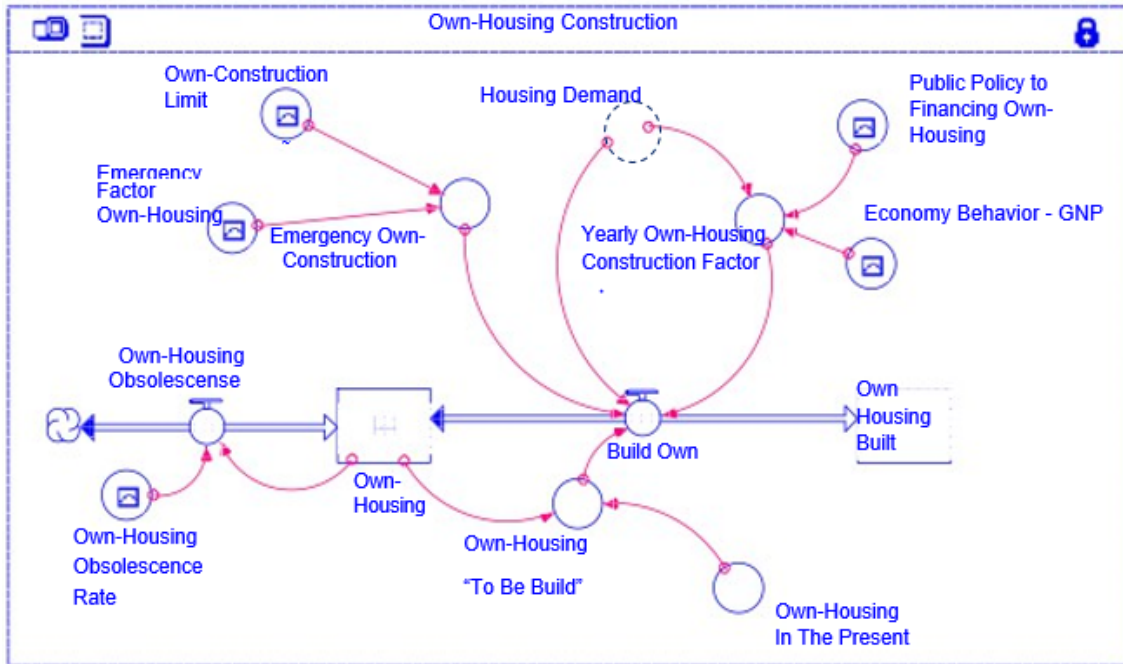 Own-Housing Construction
Own-Construction
Limit
Housing Demand
Public Policy to
Financing Own-
Housing
Emergency
Factor
Own-Housing
Emergency Own-
Construction
Yearly Own-Housing
Construction Factor
Economy Behavior - GNP
Own-Housing
Obsolescense
Own
Housing
Built
Build Own
Own-
Housing
Own-Housing
Obsolescence
Rate
Own-Housing
“To Be Build”
Own-Housing
In The Present